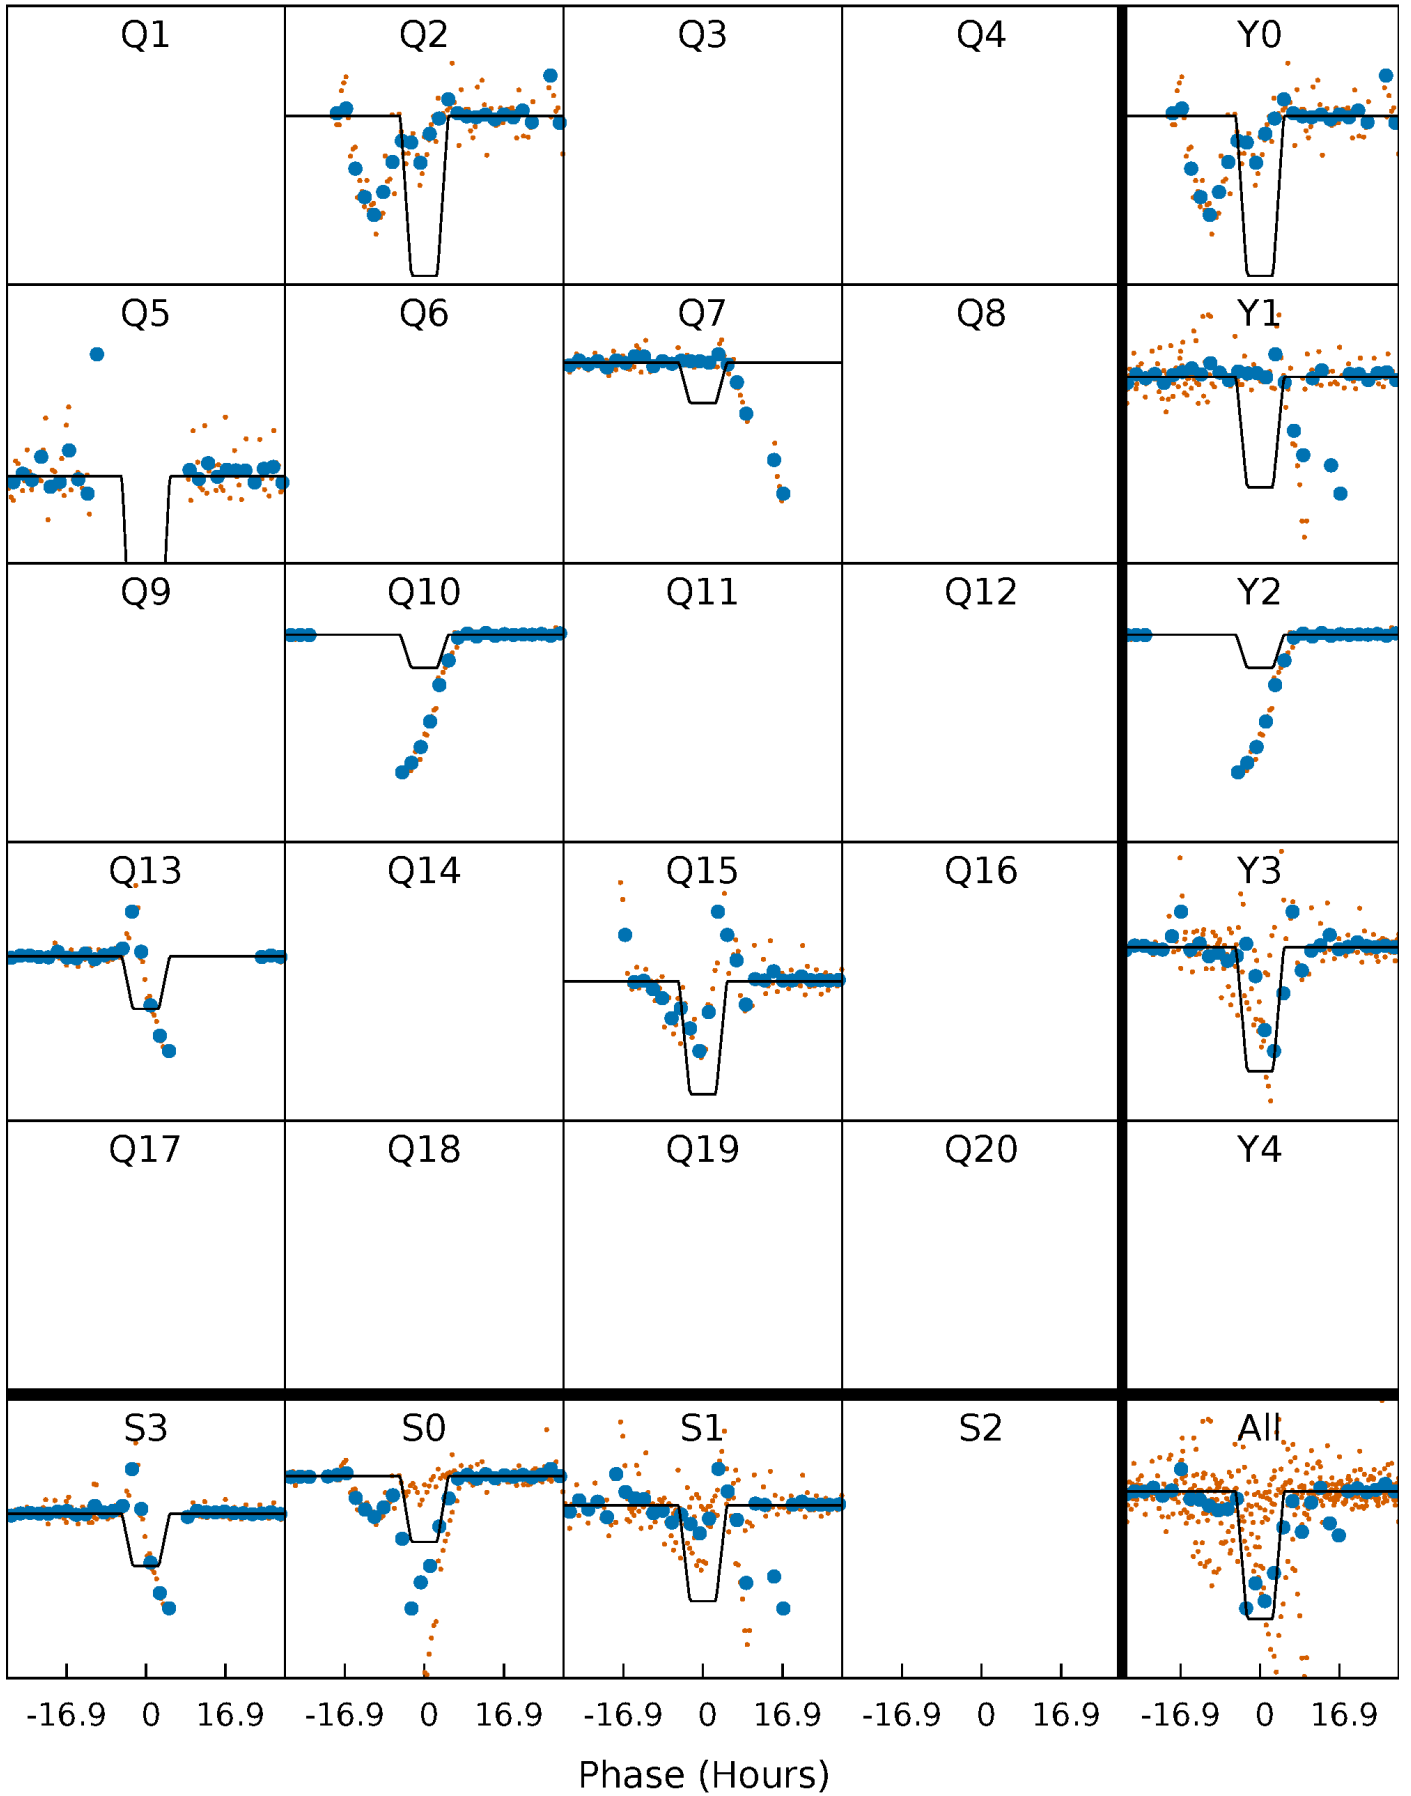 Q1 Q2 Q3 Q4 Y0
Q5 Q6 Q7 Q8 Y1
Q9 Q10 Q11 Q12 Y2
Q13 Q14 Q15 Q16 Y3
Q17 Q18 Q19 Q20 Y4
S3 S0 S1 S2 All
-16.9 0 16.9 -16.9 0 16.9 -16.9 0 16.9 -16.9 0 16.9 -16.9 0 16.9
Phase (Hours)